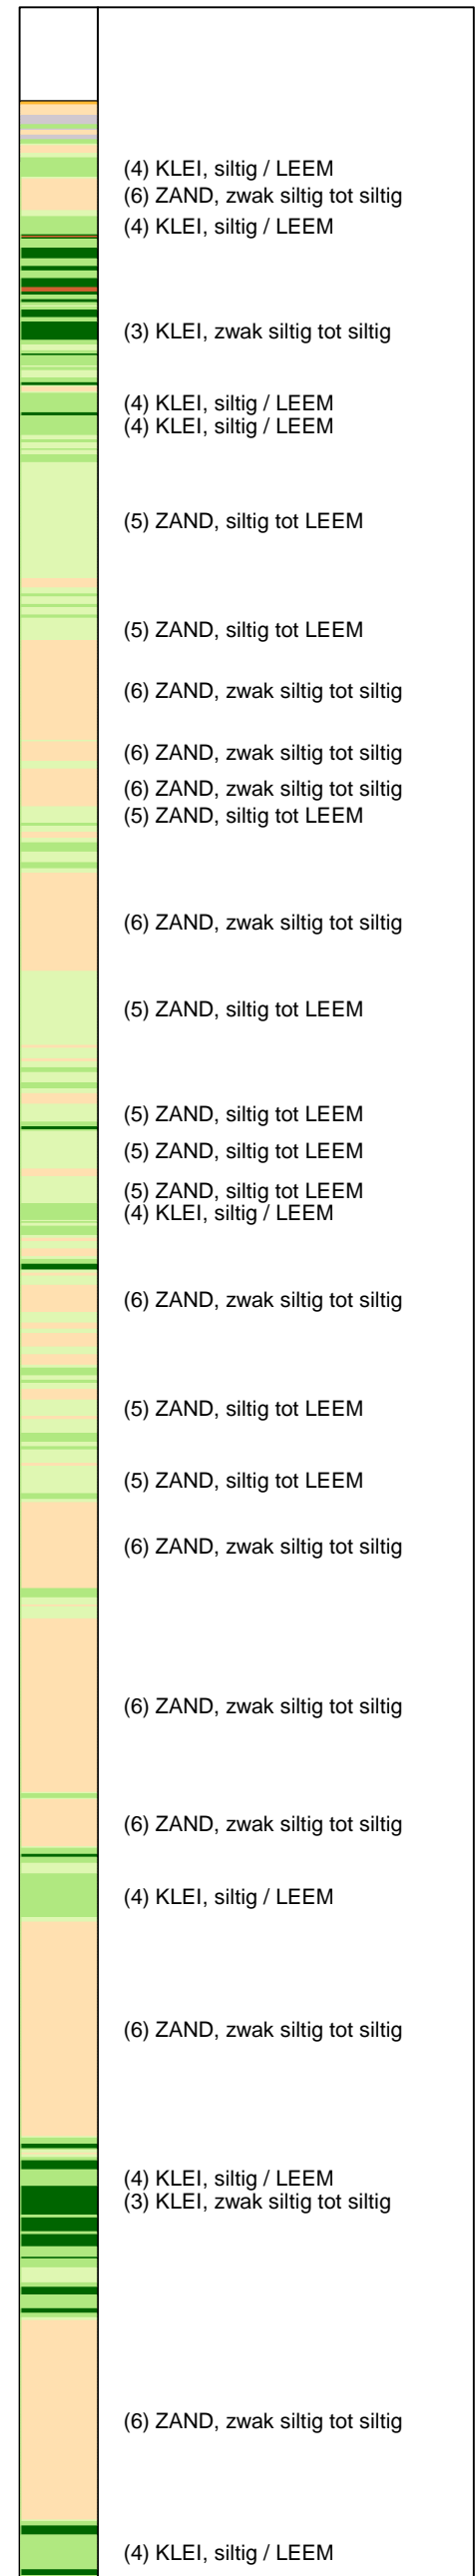 (4) KLEI, siltig / LEEM
(6) ZAND, zwak siltig tot siltig
(4) KLEI, siltig / LEEM
(3) KLEI, zwak siltig tot siltig
(4) KLEI, siltig / LEEM
(4) KLEI, siltig / LEEM
(5) ZAND, siltig tot LEEM
(5) ZAND, siltig tot LEEM
(6) ZAND, zwak siltig tot siltig
(6) ZAND, zwak siltig tot siltig
(6) ZAND, zwak siltig tot siltig
(5) ZAND, siltig tot LEEM
(6) ZAND, zwak siltig tot siltig
(5) ZAND, siltig tot LEEM
(5) ZAND, siltig tot LEEM
(5) ZAND, siltig tot LEEM
(5) ZAND, siltig tot LEEM
(4) KLEI, siltig / LEEM
(6) ZAND, zwak siltig tot siltig
(5) ZAND, siltig tot LEEM
(5) ZAND, siltig tot LEEM
(6) ZAND, zwak siltig tot siltig
(6) ZAND, zwak siltig tot siltig
(6) ZAND, zwak siltig tot siltig
(4) KLEI, siltig / LEEM
(6) ZAND, zwak siltig tot siltig
(4) KLEI, siltig / LEEM
(3) KLEI, zwak siltig tot siltig
(6) ZAND, zwak siltig tot siltig
(4) KLEI, siltig / LEEM